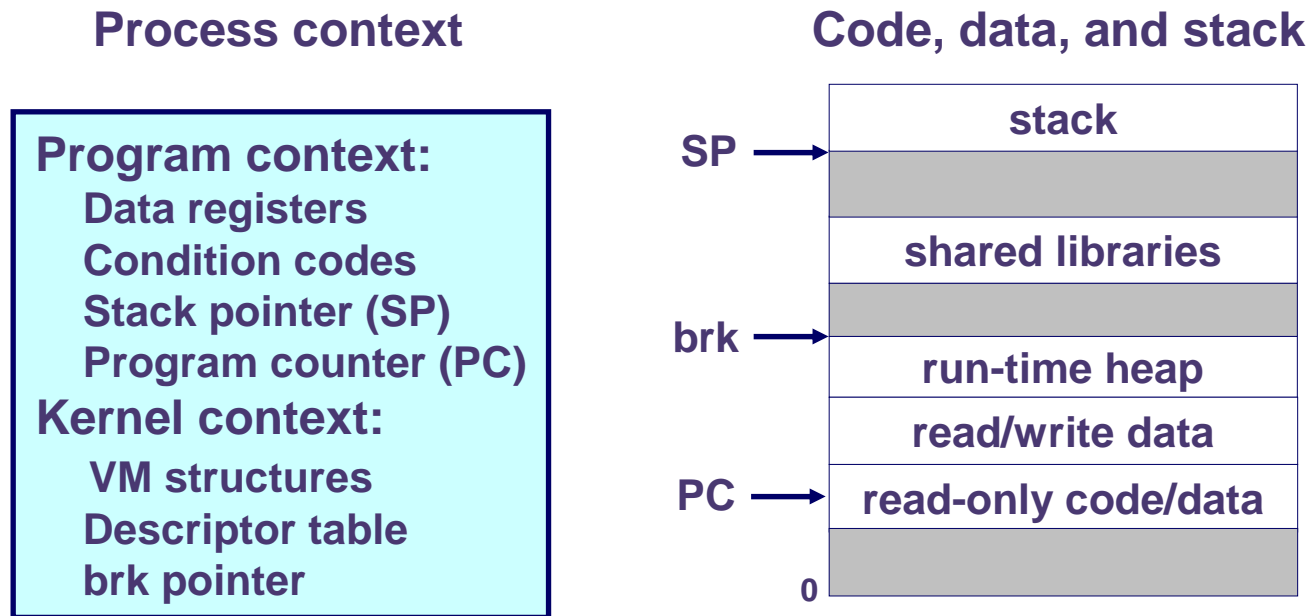 Process context
Program context:
Data registers
Condition codes
Stack pointer (SP)
Program counter (PC)
Kernel context:
VM structures
Descriptor table
brk pointer
Code, data, and stack
stack
SP
shared libraries
brk
run-time heap
read/write data
PC
read-only code/data
0